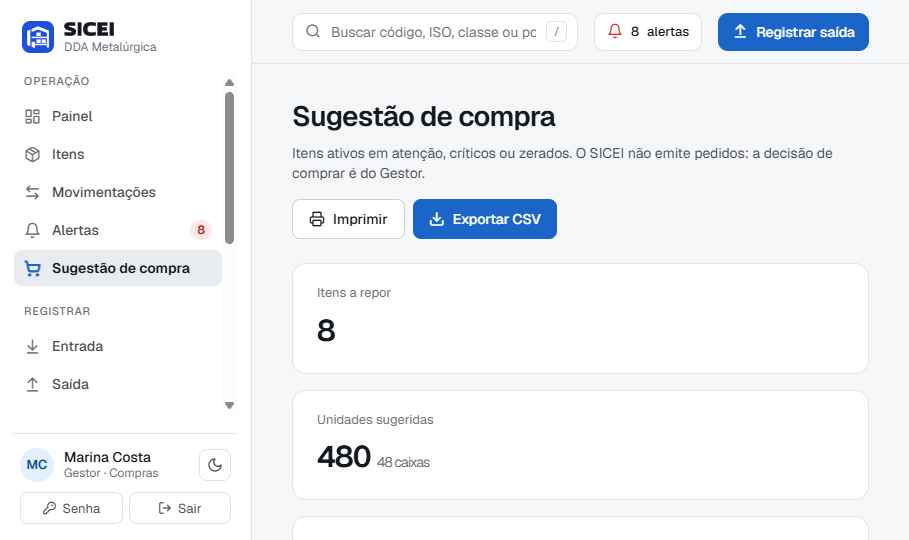 SICEI
DDA Metalúrgica
OPERAÇÃO
Painel
Itens
Movimentações
Alertas
8
Sugestão de compra
REGISTRAR
Entrada
Saída
MC
Marina Costa
Gestor · Compras
Senha
Sair
Buscar código, ISO, classe ou po
/
8 alertas
Registrar saída
Sugestão de compra
Itens ativos em atenção, críticos ou zerados. O SICEI não emite pedidos: a decisão de
comprar é do Gestor.
Imprimir
Exportar CSV
Itens a repor
8
Unidades sugeridas
480 48 caixas